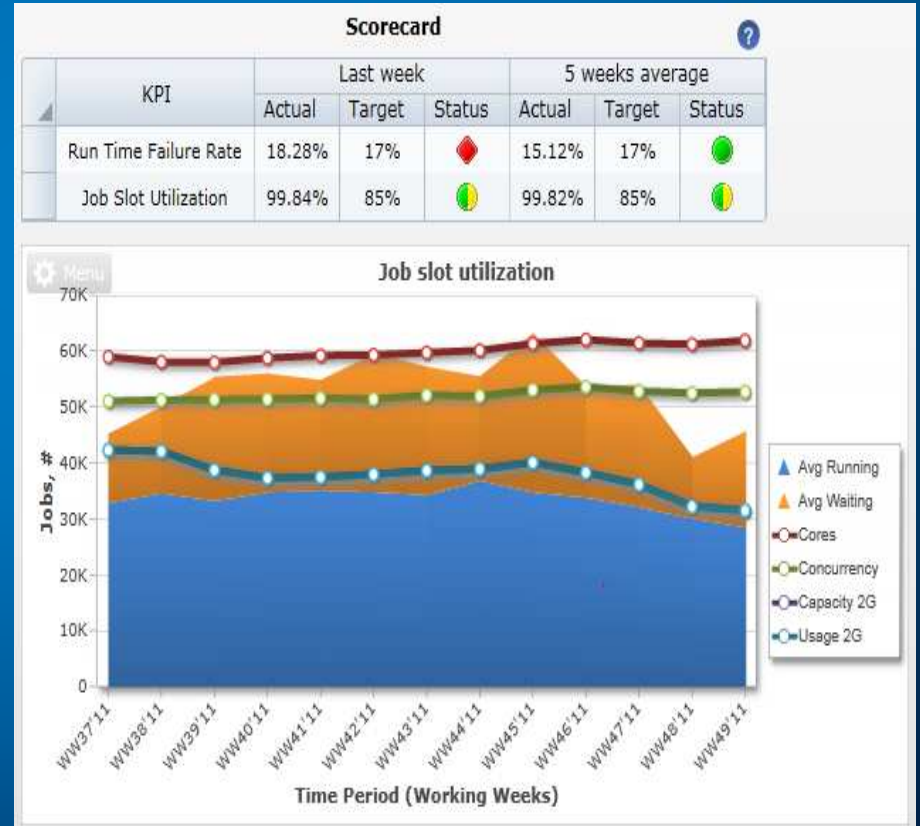 Scorecard
?
KPI
Last week
5 weeks average
Actual Target Status Actual Target Status
Run Time Failure Rate 18.28% 17% 15.12% 17%
Job Slot Utilization 99.84% 85% 99.82% 85%
Menu
Job slot utilization
70K
60K
50K
40K
30K
20K
10K
0
Jobs, #
Avg Running
Avg Waiting
Cores
Concurrency
Capacity 2G
Usage 2G
WW37'11 WW38'11 WW39'11 WW40'11 WW41'11 WW42'11 WW43'11 WW44'11 WW45'11 WW46'11 WW47'11 WW48'11 WW49'11
Time Period (Working Weeks)